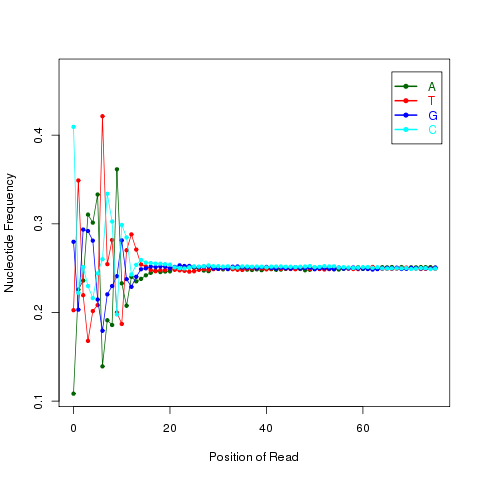 A
T
G
C
Nucleotide Frequency
0.4
0.3
0.2
0.1
0 20 40 60
Position of Read